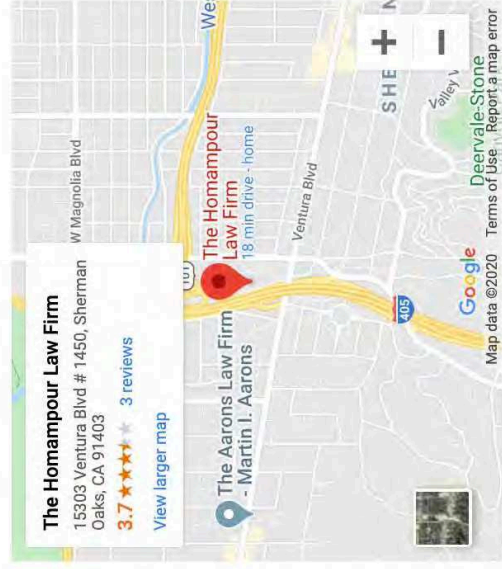 The Homampour Law Firm
15303 Ventura Blvd # 1450, Sherman
Oaks, CA 91403
3.7 3 reviews
View larger map
W Magnolia Blvd
101
The Homampour
Law Firm
18 min drive - home
The Aarons Law Firm
- Martin I. Aarons
Ventura Blvd
405
Wes
SHE
Valley V
Deervale-Stone
+
−
Google
Map data ©2020 Terms of Use Report a map error